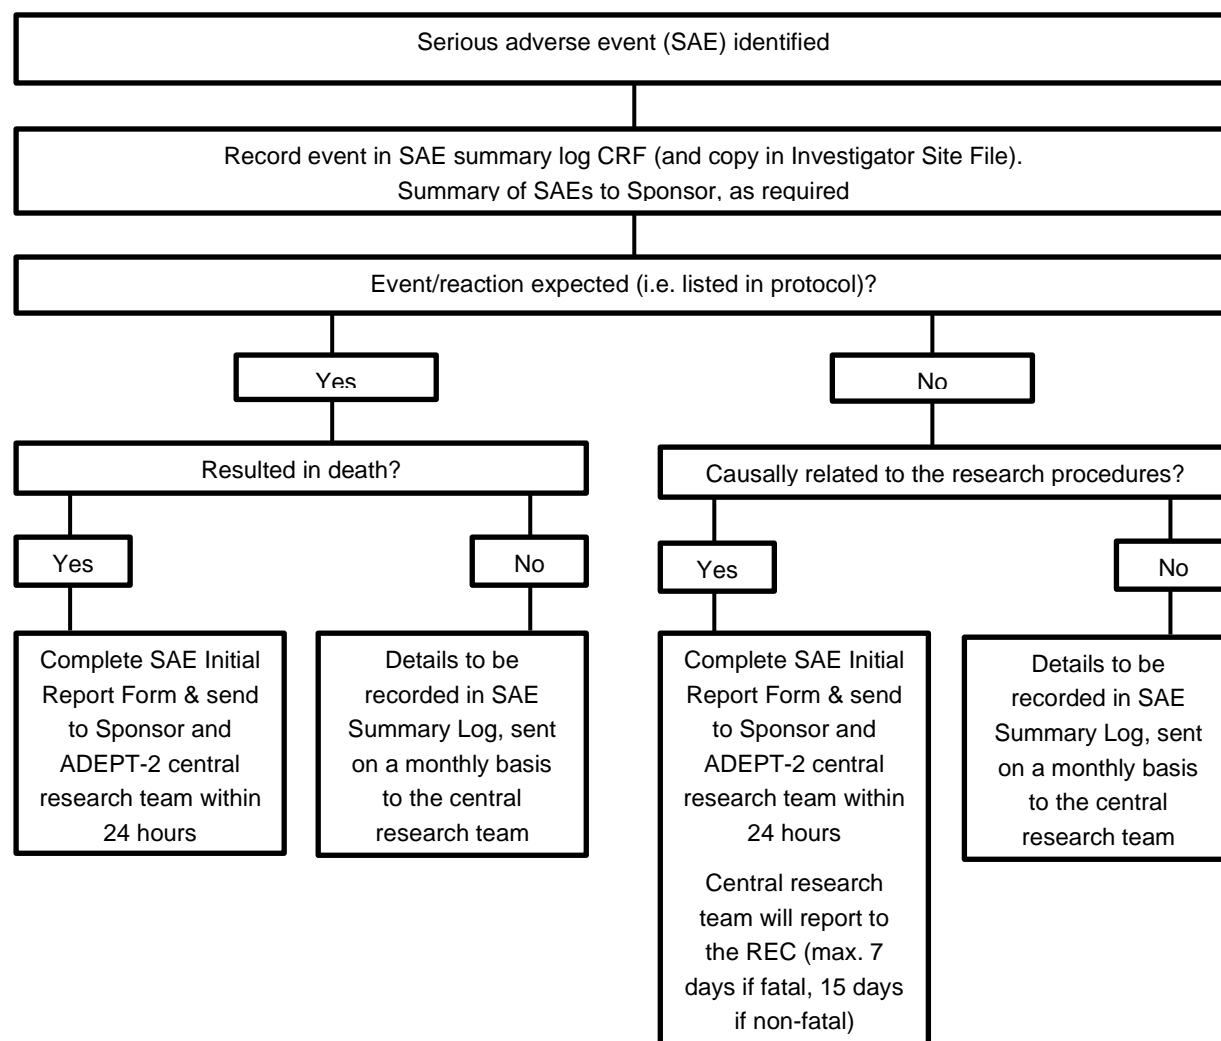 Serious adverse event (SAE) identified
Record event in SAE summary log CRF (and copy in Investigator Site File).
Summary of SAEs to Sponsor, as required
Event/reaction expected (i.e. listed in protocol)?
Yes
No
Resulted in death?
Causally related to the research procedures?
Yes
No
Yes
No
Complete SAE Initial
Report Form & send
to Sponsor and
ADEPT-2 central
research team within
24 hours
Details to be
recorded in SAE
Summary Log, sent
on a monthly basis
to the central
research team
Complete SAE Initial
Report Form & send
to Sponsor and
ADEPT-2 central
research team within
24 hours
Central research
team will report to
the REC (max. 7
days if fatal, 15 days
if non-fatal)
Details to be
recorded in SAE
Summary Log, sent
on a monthly basis
to the central
research team